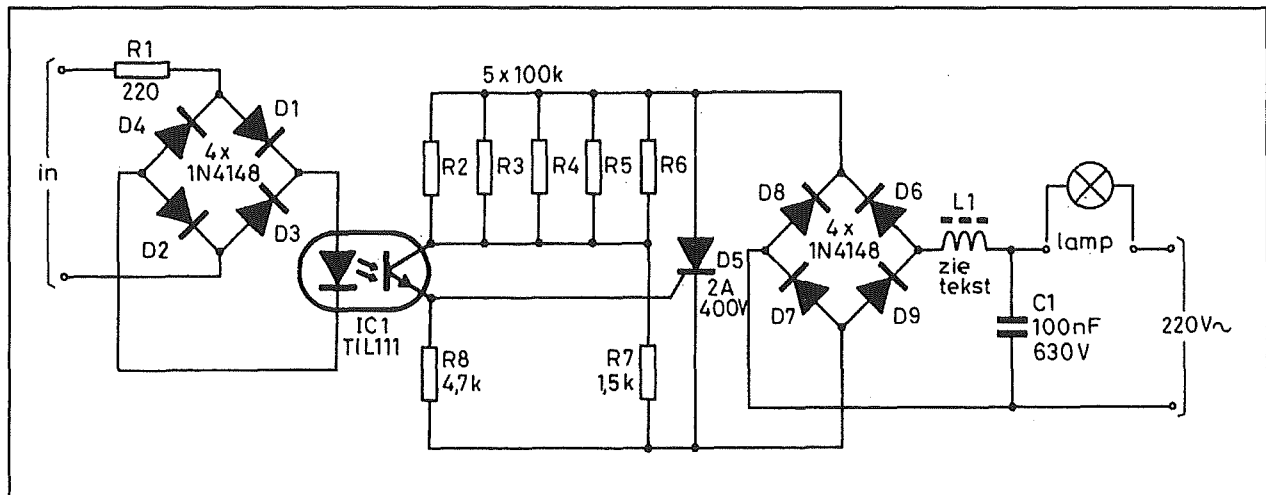 R1
220
in
D4
D1
4x
1N4148
D2
D3
5x100k
R2
R3
R4
R5
R6
IC1
TIL111
R8
4,7k
R7
1,5k
D5
2A
400V
D8
D6
4x
1N4148
D7
D9
L1
zie
tekst
lamp
C1
100nF
630V
220V~